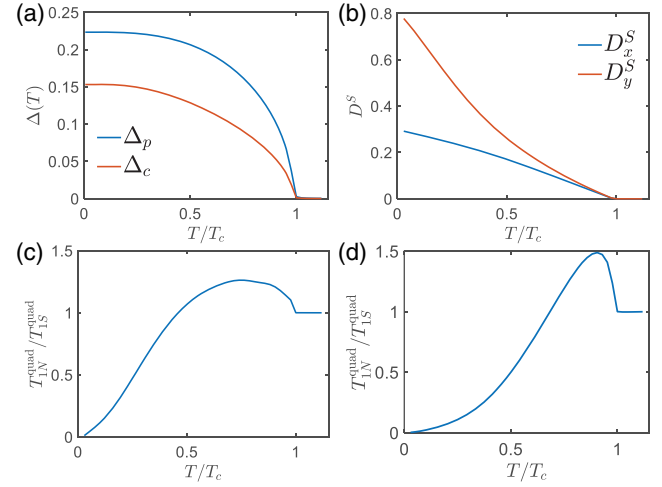 (a)
0.25
0.2
0.15
0.1
0.05
0
Δ(T)
Δ_p
Δ_c
0 0.5 1
T/T_c
(b)
0.8
0.6
0.4
0.2
0
D^S
D_x^S
D_y^S
0 0.5 1
T/T_c
(c)
1.5
1
0.5
0
T_{1N}^{quad}/T_{1S}^{quad}
0 0.5 1
T/T_c
(d)
1.5
1
0.5
0
T_{1N}^{quad}/T_{1S}^{quad}
0 0.5 1
T/T_c